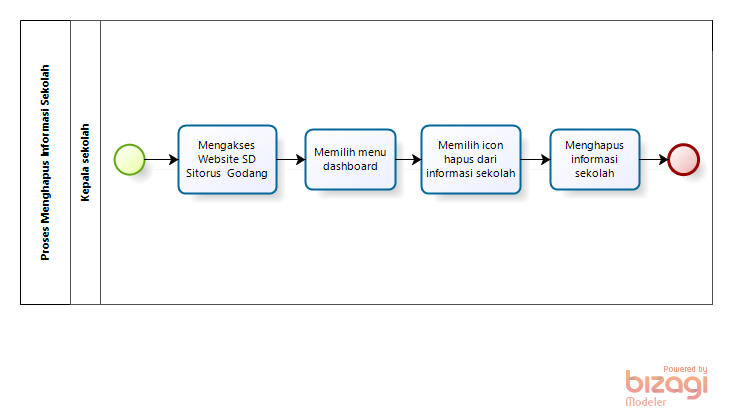 Proses Menghapus Informasi Sekolah
Kepala sekolah
Mengakses
Website SD
Sitorus Godang
Memilih menu
dashboard
Memilih icon
hapus dari
informasi sekolah
Menghapus
informasi
sekolah
Powered by
bizagi
Modeler